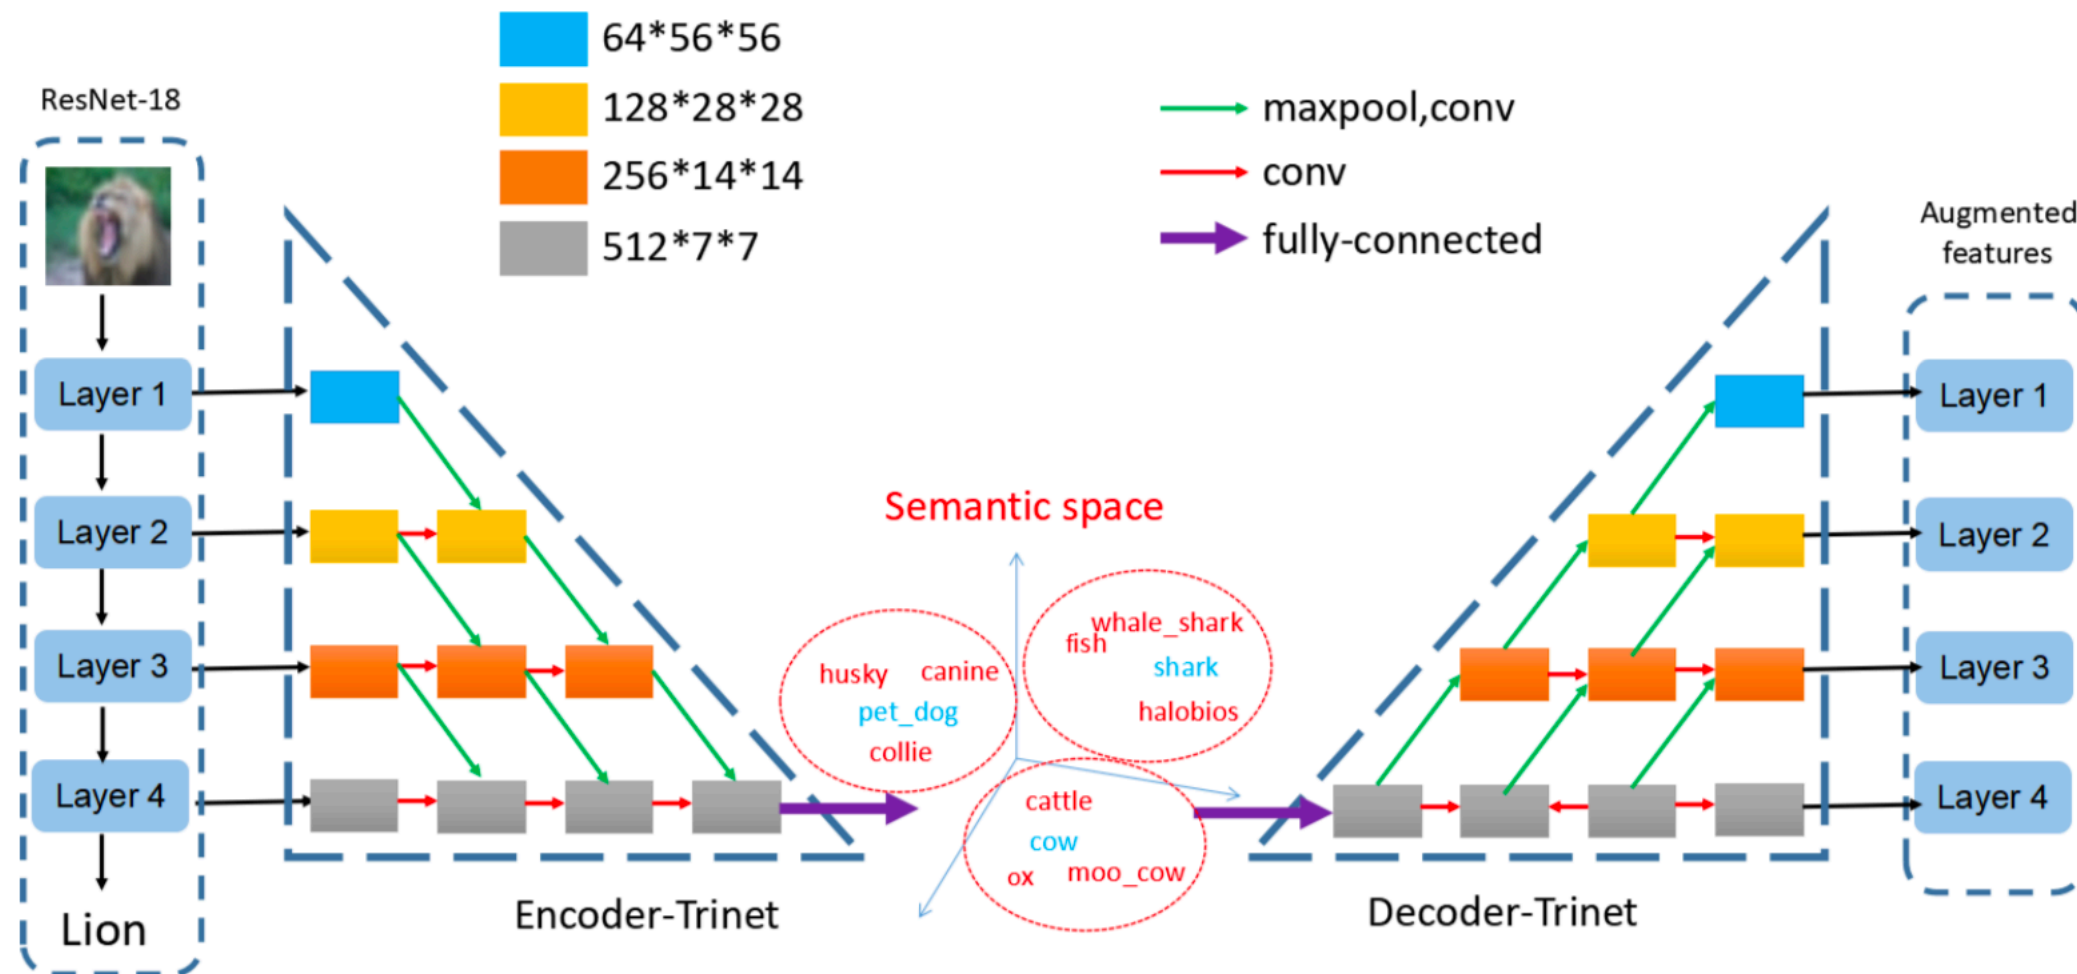 64*56*56
128*28*28
256*14*14
512*7*7
maxpool,conv
conv
fully-connected
ResNet-18
Layer 1
Layer 2
Layer 3
Layer 4
Lion
Encoder-Trinet
Semantic space
husky canine
pet_dog
collie
whale_shark
fish
shark
halobios
cattle
cow
ox moo_cow
Decoder-Trinet
Augmented
features
Layer 1
Layer 2
Layer 3
Layer 4